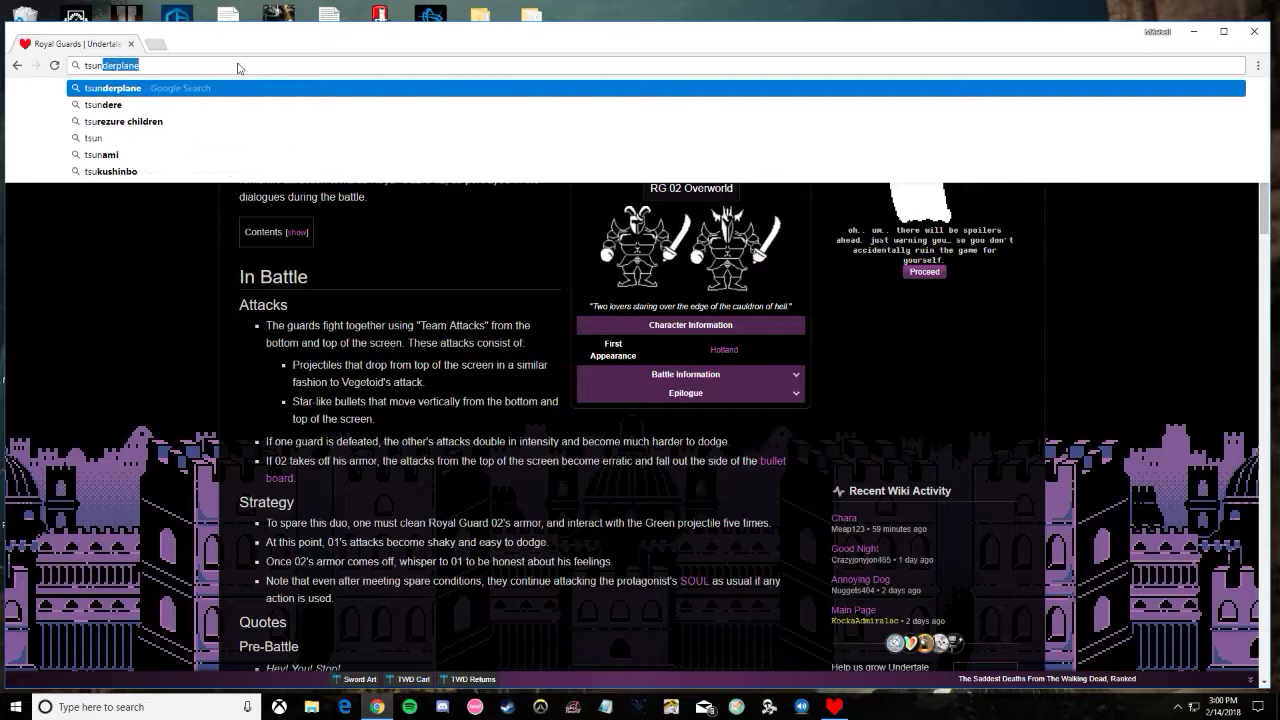 Mitchell
Royal Guards | Undertale
tsunderplane
tsunderplane - Google Search
tsundere
tsurezure children
tsun
tsunami
tsukushinbo
dialogues during the battle.
RG 02 Overworld
Contents [show]
oh.. um.. there will be spoilers
ahead. just warning you… so you don't
accidentally ruin the game for
yourself.
Proceed
In Battle
Attacks
"Two lovers staring over the edge of the cauldron of hell."
Character Information
First
Appearance
Hotland
Battle Information
Epilogue
The guards fight together using "Team Attacks" from the
bottom and top of the screen. These attacks consist of:
Projectiles that drop from top of the screen in a similar
fashion to Vegetoid's attack.
Star-like bullets that move vertically from the bottom and
top of the screen.
If one guard is defeated, the other's attacks double in intensity and become much harder to dodge
If 02 takes off his armor, the attacks from the top of the screen become erratic and fall out the side of the bullet
board.
Strategy
To spare this duo, one must clean Royal Guard 02's armor, and interact with the Green projectile five times.
At this point, 01's attacks become shaky and easy to dodge.
Once 02's armor comes off, whisper to 01 to be honest about his feelings.
Note that even after meeting spare conditions, they continue attacking the protagonist's SOUL as usual if any
action is used.
Quotes
Pre-Battle
Hey! You! Stop!
Recent Wiki Activity
Chara
Meap123 • 59 minutes ago
Good Night
Crazyjonyjon465 • 1 day ago
Annoying Dog
Nuggets404 • 2 days ago
Main Page
KockaAdmiralac • 2 days ago
Help us grow Undertale
Sword Art
TWD Carl
TWD Returns
The Saddest Deaths From The Walking Dead, Ranked
Type here to search
3:00 PM
2/14/2018